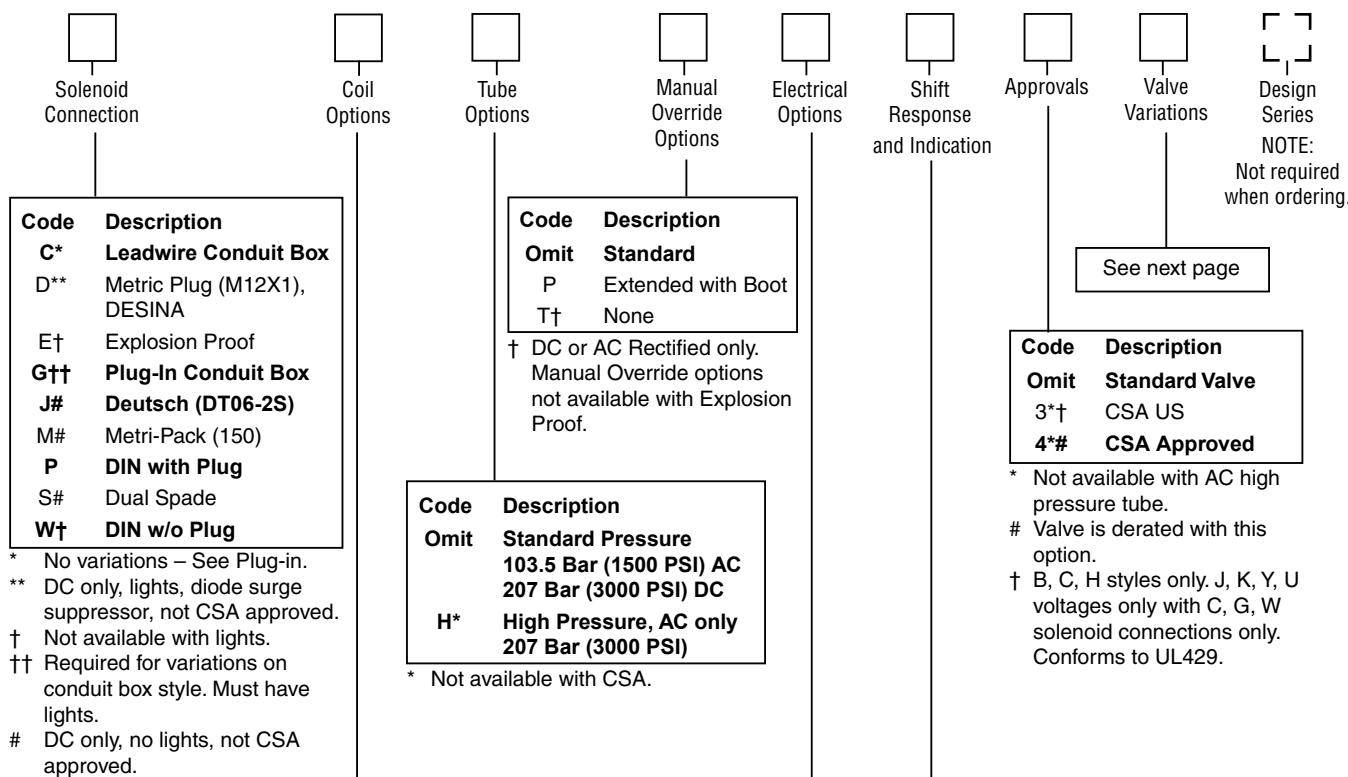 Solenoid
Connection
Coil
Options
Tube
Options
Manual
Override
Options
Electrical
Options
Shift
Response
and Indication
Approvals
Valve
Variations
Design
Series
NOTE:
Not required
when ordering.
Code Description
C* Leadwire Conduit Box
D** Metric Plug (M12X1),
DESINA
E† Explosion Proof
G†† Plug-In Conduit Box
J# Deutsch (DT06-2S)
M# Metri-Pack (150)
P DIN with Plug
S# Dual Spade
W† DIN w/o Plug
* No variations – See Plug-in.
** DC only, lights, diode surge
suppressor, not CSA approved.
† Not available with lights.
†† Required for variations on
conduit box style. Must have
lights.
# DC only, no lights, not CSA
approved.
Code Description
Omit Standard
P Extended with Boot
T† None
† DC or AC Rectified only.
Manual Override options
not available with Explosion
Proof.
Code Description
Omit Standard Pressure
103.5 Bar (1500 PSI) AC
207 Bar (3000 PSI) DC
H* High Pressure, AC only
207 Bar (3000 PSI)
* Not available with CSA.
See next page
Code Description
Omit Standard Valve
3*† CSA US
4*# CSA Approved
* Not available with AC high
pressure tube.
# Valve is derated with this
option.
† B, C, H styles only. J, K, Y, U
voltages only with C, G, W
solenoid connections only.
Conforms to UL429.